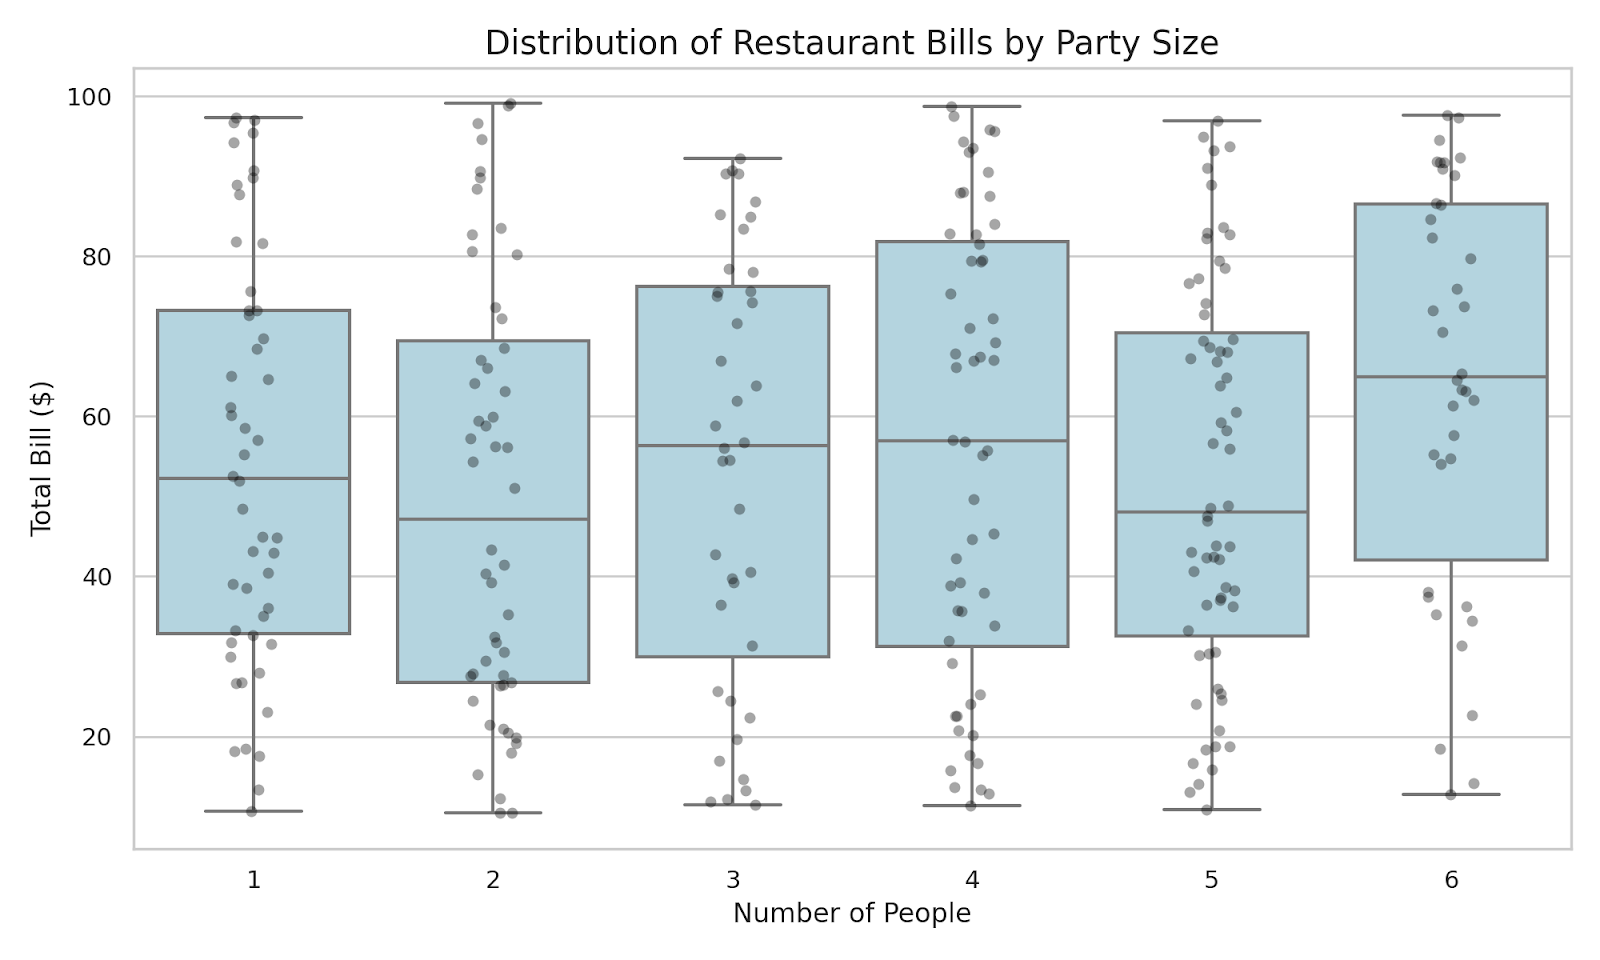 Distribution of Restaurant Bills by Party Size
Total Bill ($)
100
80
60
40
20
1 2 3 4 5 6
Number of People